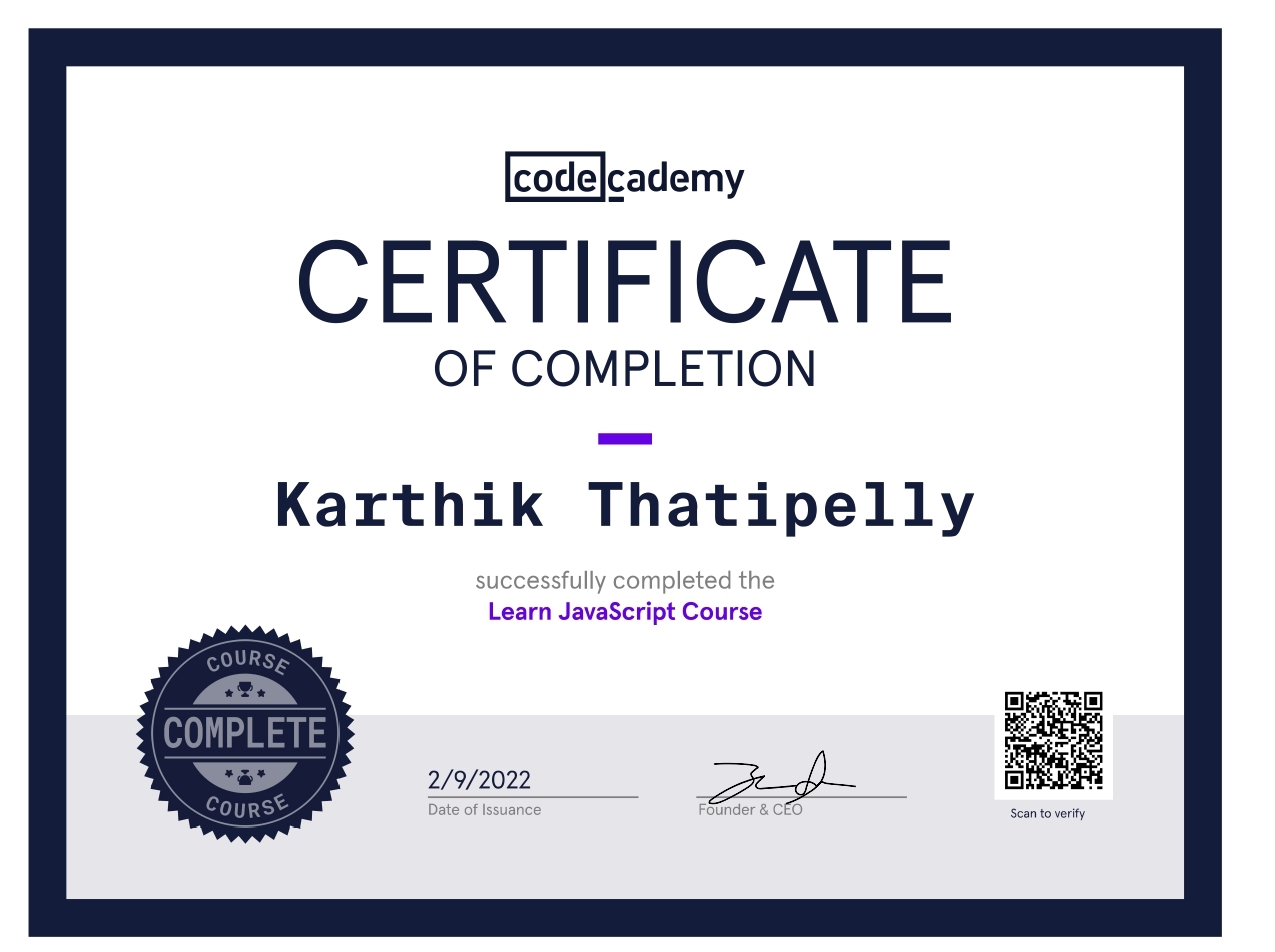 codecademy
CERTIFICATE
OF COMPLETION
Karthik Thatipelly
successfully completed the
Learn JavaScript Course
COURSE
COMPLETE
COURSE
2/9/2022
Date of Issuance
Founder & CEO
Scan to verify